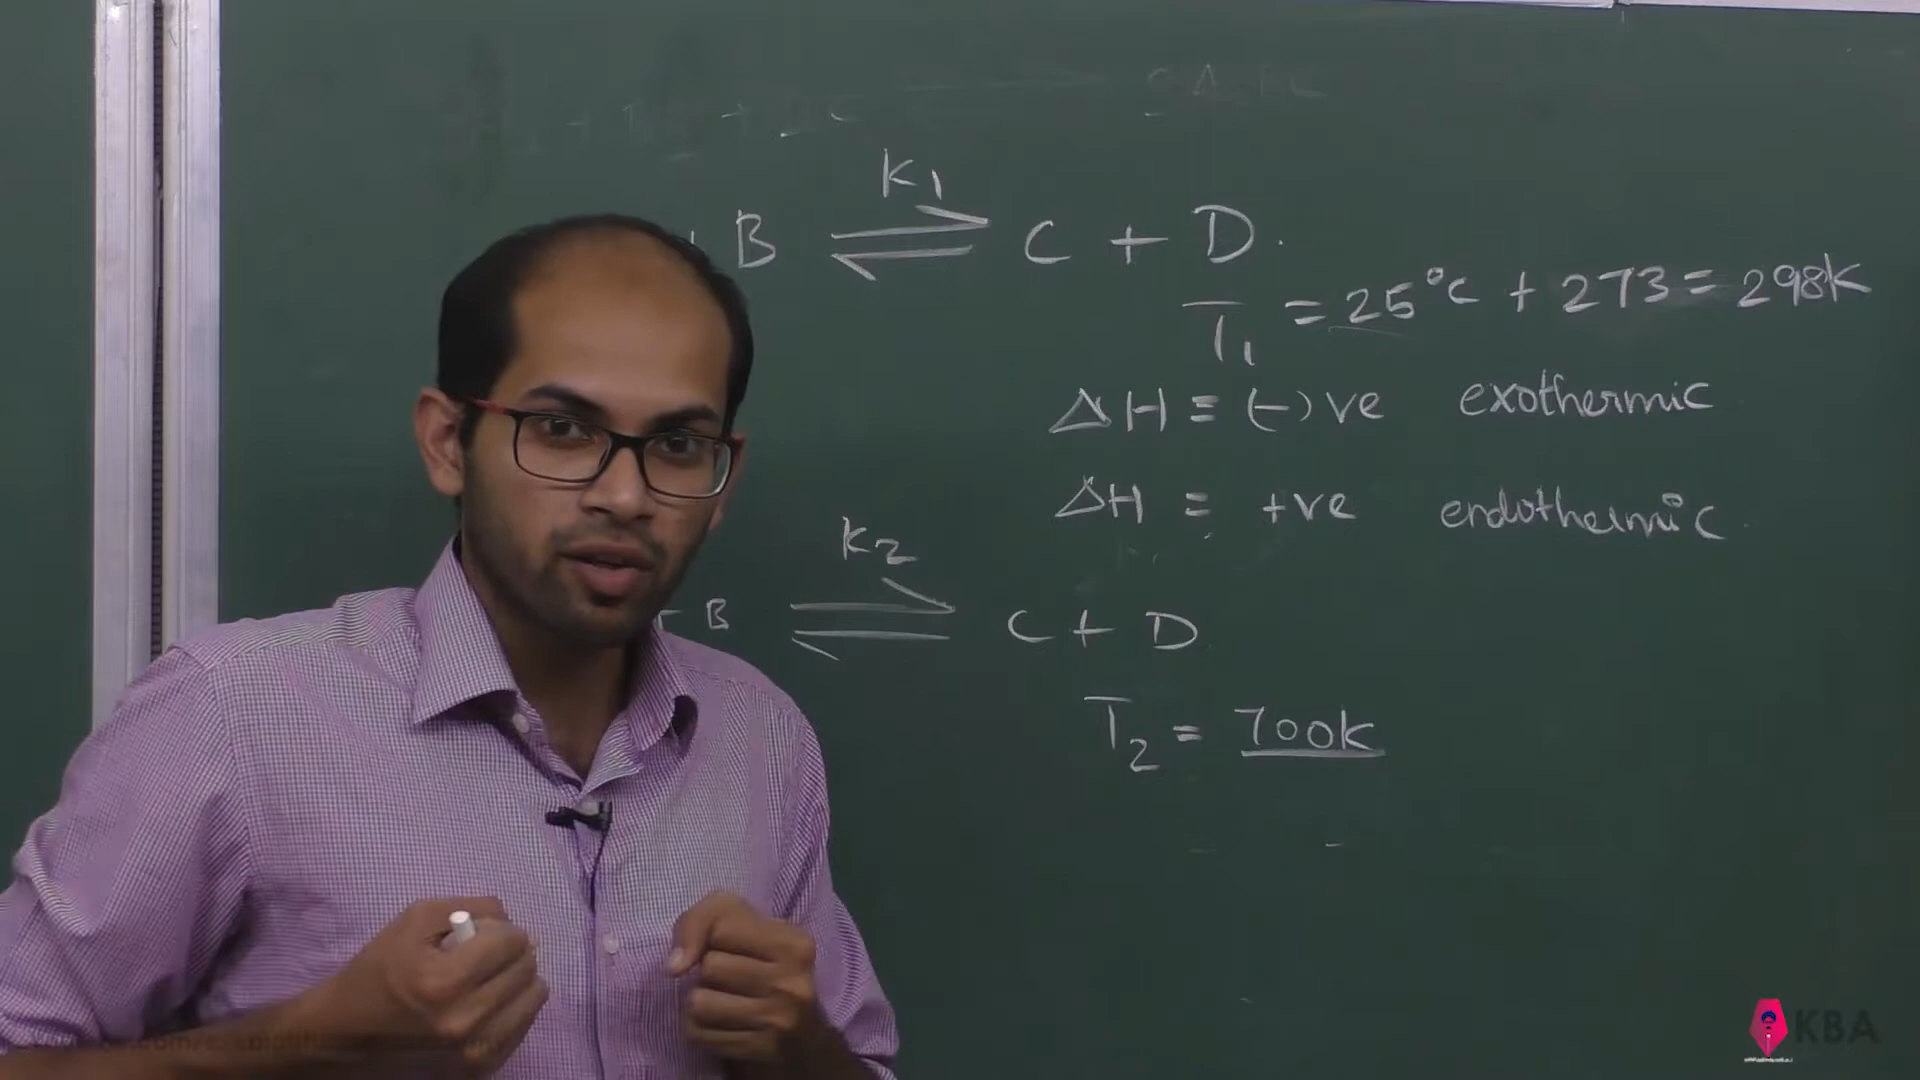 K₁
+ B ⇌ C + D.
T₁ = 25°C + 273 = 298K
ΔH = (-)ve exothermic
ΔH = +ve endothermic.
K₂
+ B ⇌ C + D
T₂ = 700K
KBA